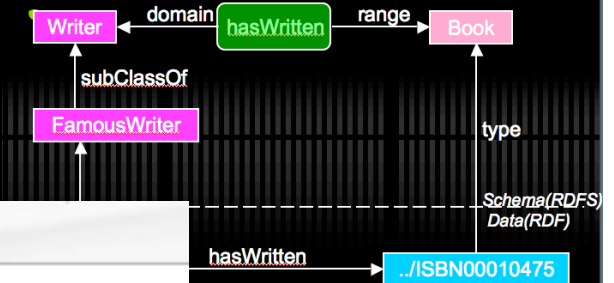 domain
range
Writer
hasWritten
Book
subClassOf
FamousWriter
type
Schema(RDFS)
Data(RDF)
hasWritten
../ISBN00010475